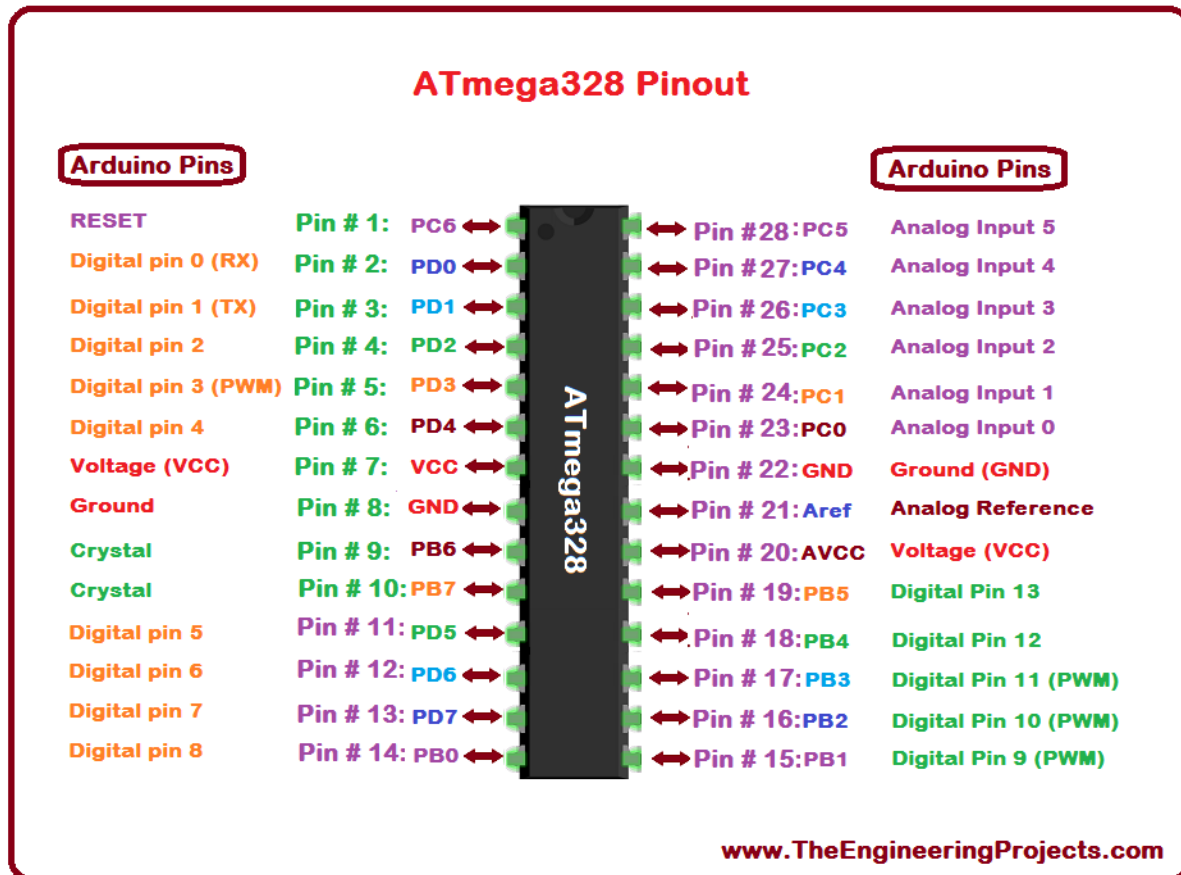 ATmega328 Pinout
Arduino Pins Arduino Pins
RESET Pin # 1: PC6 Pin #28:PC5 Analog Input 5
Digital pin 0 (RX) Pin # 2: PD0 Pin #27:PC4 Analog Input 4
Digital pin 1 (TX) Pin # 3: PD1 Pin # 26:PC3 Analog Input 3
Digital pin 2 Pin # 4: PD2 Pin # 25:PC2 Analog Input 2
Digital pin 3 (PWM) Pin # 5: PD3 Pin # 24:PC1 Analog Input 1
Digital pin 4 Pin # 6: PD4 Pin # 23:PC0 Analog Input 0
Voltage (VCC) Pin # 7: VCC Pin # 22:GND Ground (GND)
Ground Pin # 8: GND Pin # 21:Aref Analog Reference
Crystal Pin # 9: PB6 Pin # 20:AVCC Voltage (VCC)
Crystal Pin # 10:PB7 Pin # 19:PB5 Digital Pin 13
Digital pin 5 Pin # 11: PD5 Pin # 18:PB4 Digital Pin 12
Digital pin 6 Pin # 12: PD6 Pin # 17:PB3 Digital Pin 11 (PWM)
Digital pin 7 Pin # 13: PD7 Pin # 16:PB2 Digital Pin 10 (PWM)
Digital pin 8 Pin # 14: PB0 Pin # 15:PB1 Digital Pin 9 (PWM)
ATmega328
www.TheEngineeringProjects.com